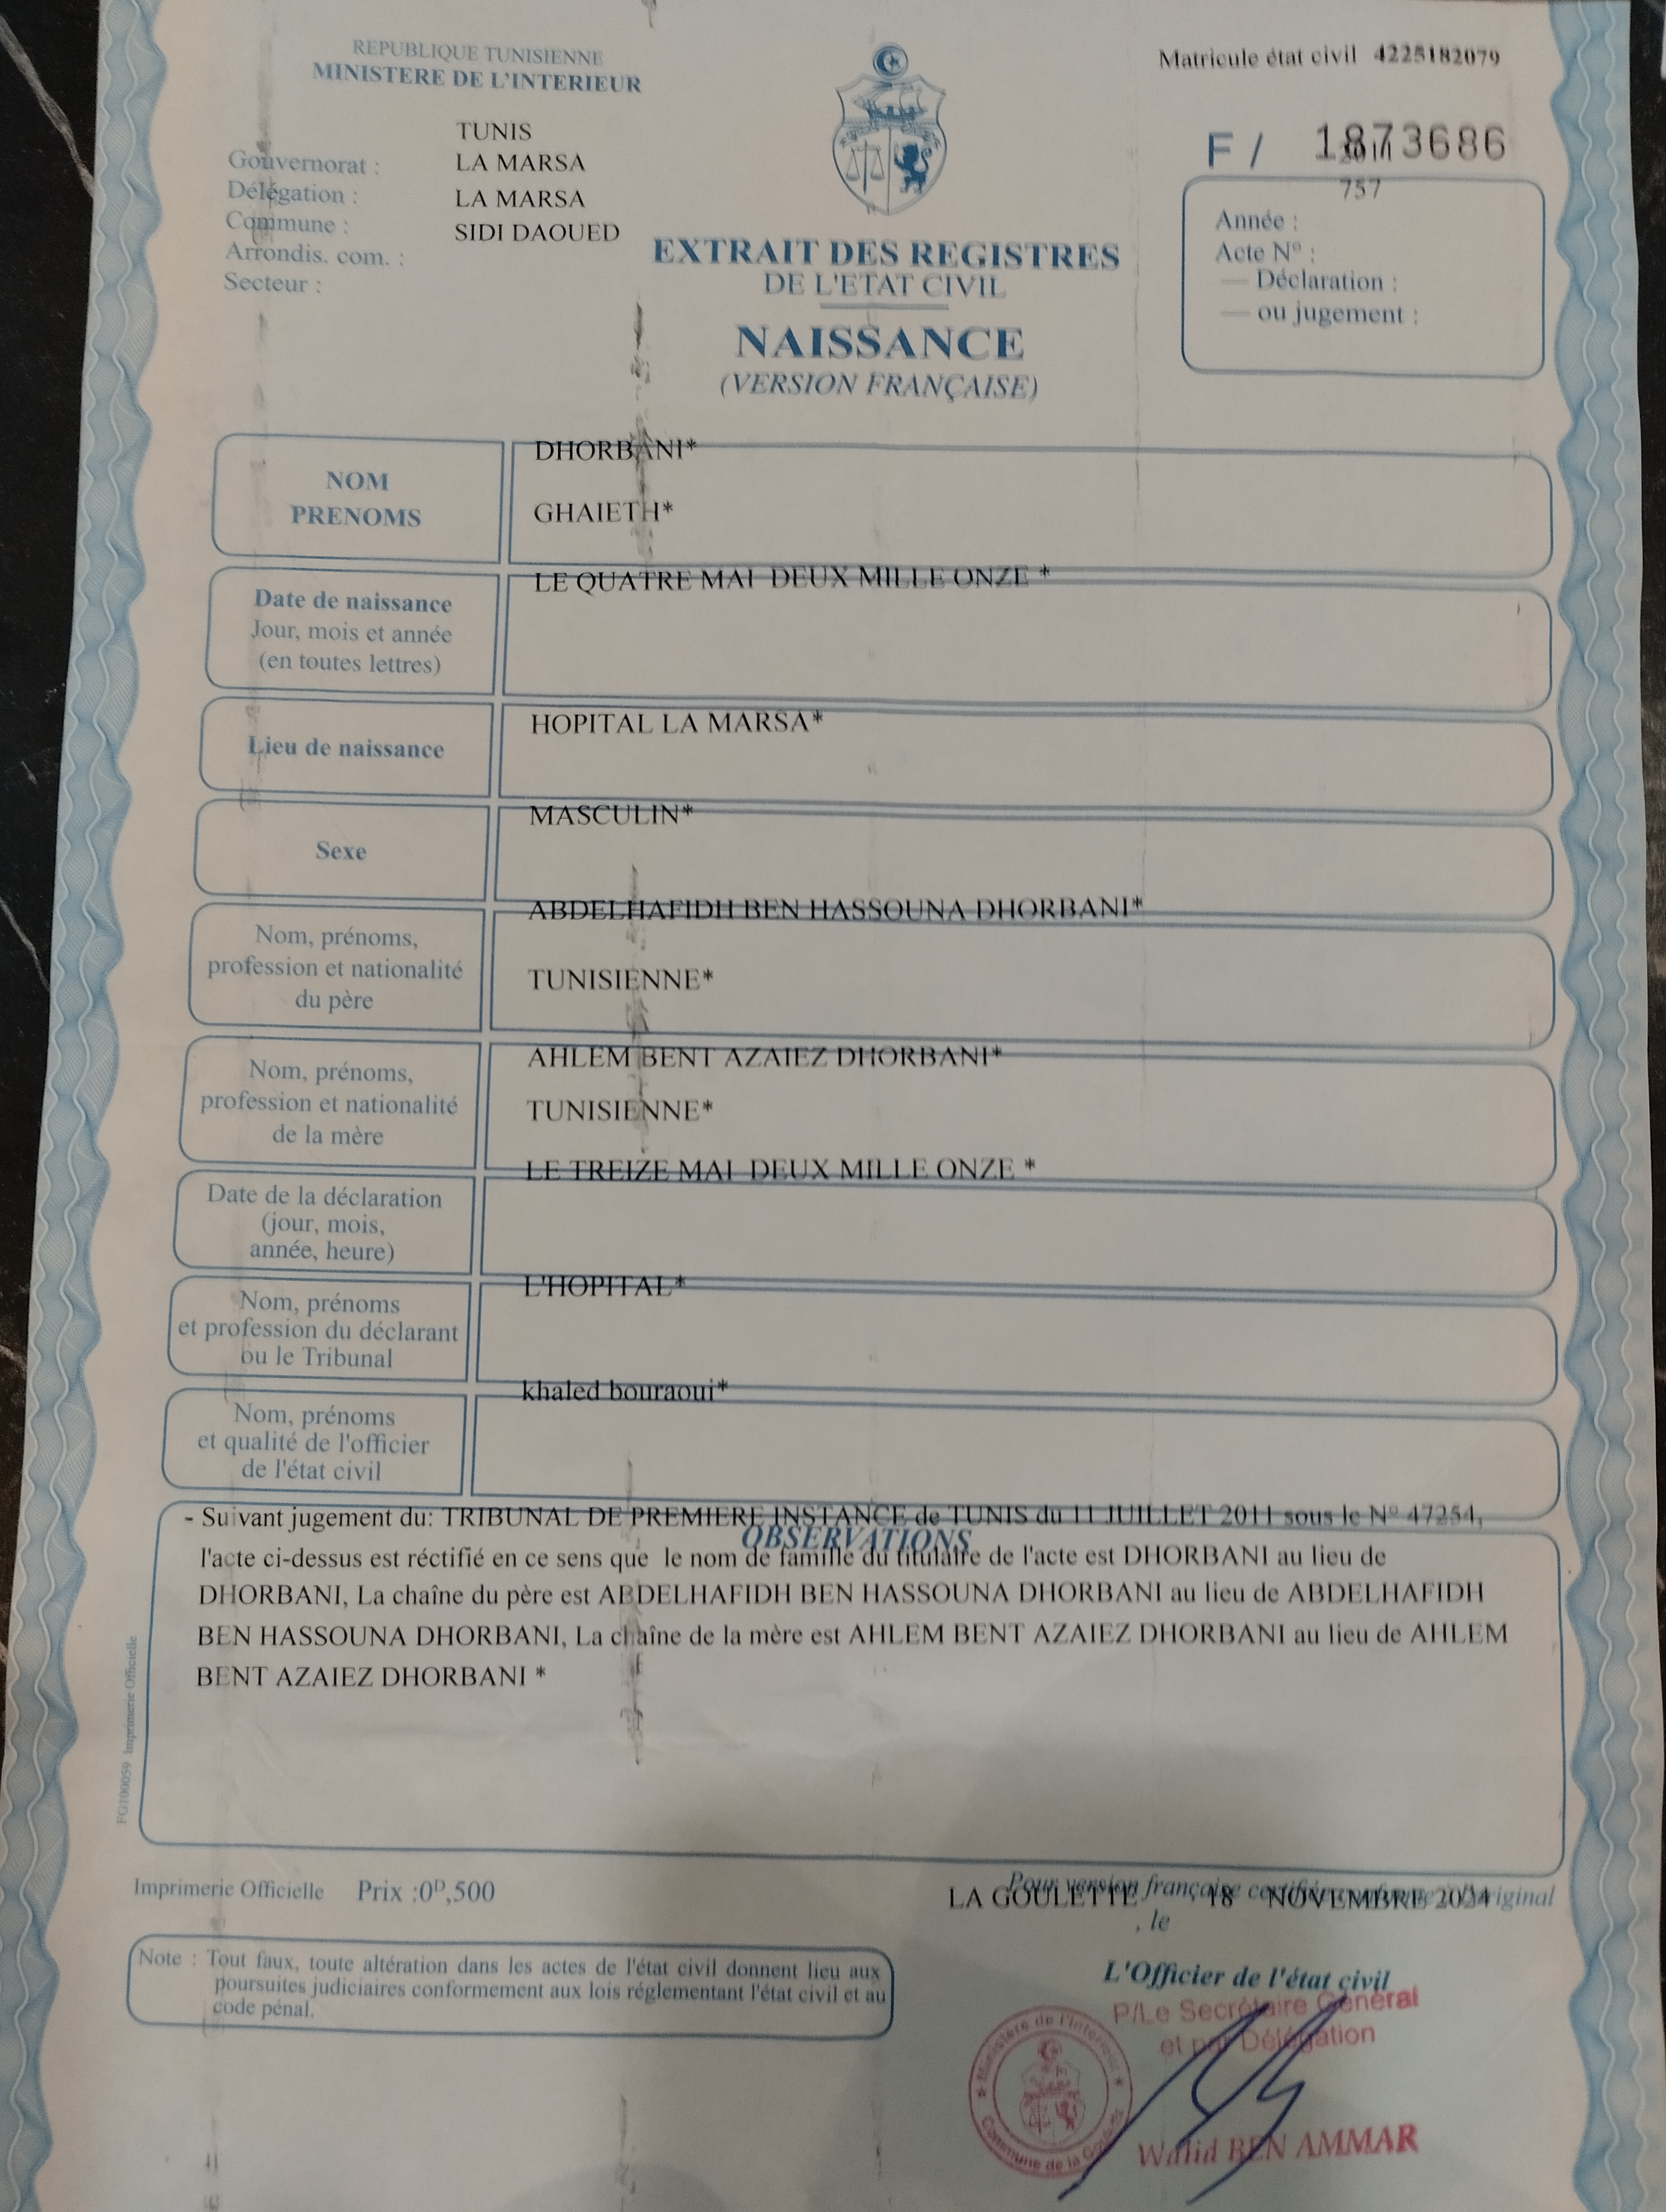 REPUBLIQUE TUNISIENNE
MINISTERE DE L'INTERIEUR
Matricule état civil 4225182079
F / 1873686
2011
757
TUNIS
Gouvernorat :
LA MARSA
Délégation :
LA MARSA
Commune :
SIDI DAOUED
Arrondis. com. :
Secteur :
EXTRAIT DES REGISTRES
DE L'ETAT CIVIL
NAISSANCE
(VERSION FRANÇAISE)
Année :
Acte Nº :
— Déclaration :
— ou jugement :
NOM
PRENOMS
DHORBANI*
GHAIETH*
Date de naissance
Jour, mois et année
(en toutes lettres)
LE QUATRE MAI DEUX MILLE ONZE *
Lieu de naissance
HOPITAL LA MARSA*
Sexe
MASCULIN*
Nom, prénoms,
profession et nationalité
du père
ABDELHAFIDH BEN HASSOUNA DHORBANI*
TUNISIENNE*
Nom, prénoms,
profession et nationalité
de la mère
AHLEM BENT AZAIEZ DHORBANI*
TUNISIENNE*
Date de la déclaration
(jour, mois,
année, heure)
LE TREIZE MAI DEUX MILLE ONZE *
Nom, prénoms
et profession du déclarant
ou le Tribunal
L'HOPITAL*
Nom, prénoms
et qualité de l'officier
de l'état civil
khaled bouraoui*
OBSERVATIONS
- Suivant jugement du: TRIBUNAL DE PREMIERE INSTANCE de TUNIS du 11 JUILLET 2011 sous le Nº 47254,
l'acte ci-dessus est réctifié en ce sens que le nom de famille du titulaire de l'acte est DHORBANI au lieu de
DHORBANI, La chaîne du père est ABDELHAFIDH BEN HASSOUNA DHORBANI au lieu de ABDELHAFIDH
BEN HASSOUNA DHORBANI, La chaîne de la mère est AHLEM BENT AZAIEZ DHORBANI au lieu de AHLEM
BENT AZAIEZ DHORBANI *
FG100059 Imprimerie Officielle
Imprimerie Officielle Prix :0ᴰ,500
Pour version française certifiée conforme à l'original
LA GOULETTE 18 NOVEMBRE 2024
, le
Note : Tout faux, toute altération dans les actes de l'état civil donnent lieu aux
poursuites judiciaires conformement aux lois réglementant l'état civil et au
code pénal.
L'Officier de l'état civil
P/Le Secrétaire Général
et par Délégation
Ministère de l'Intérieur
Commune de la Goulette
Walid BEN AMMAR